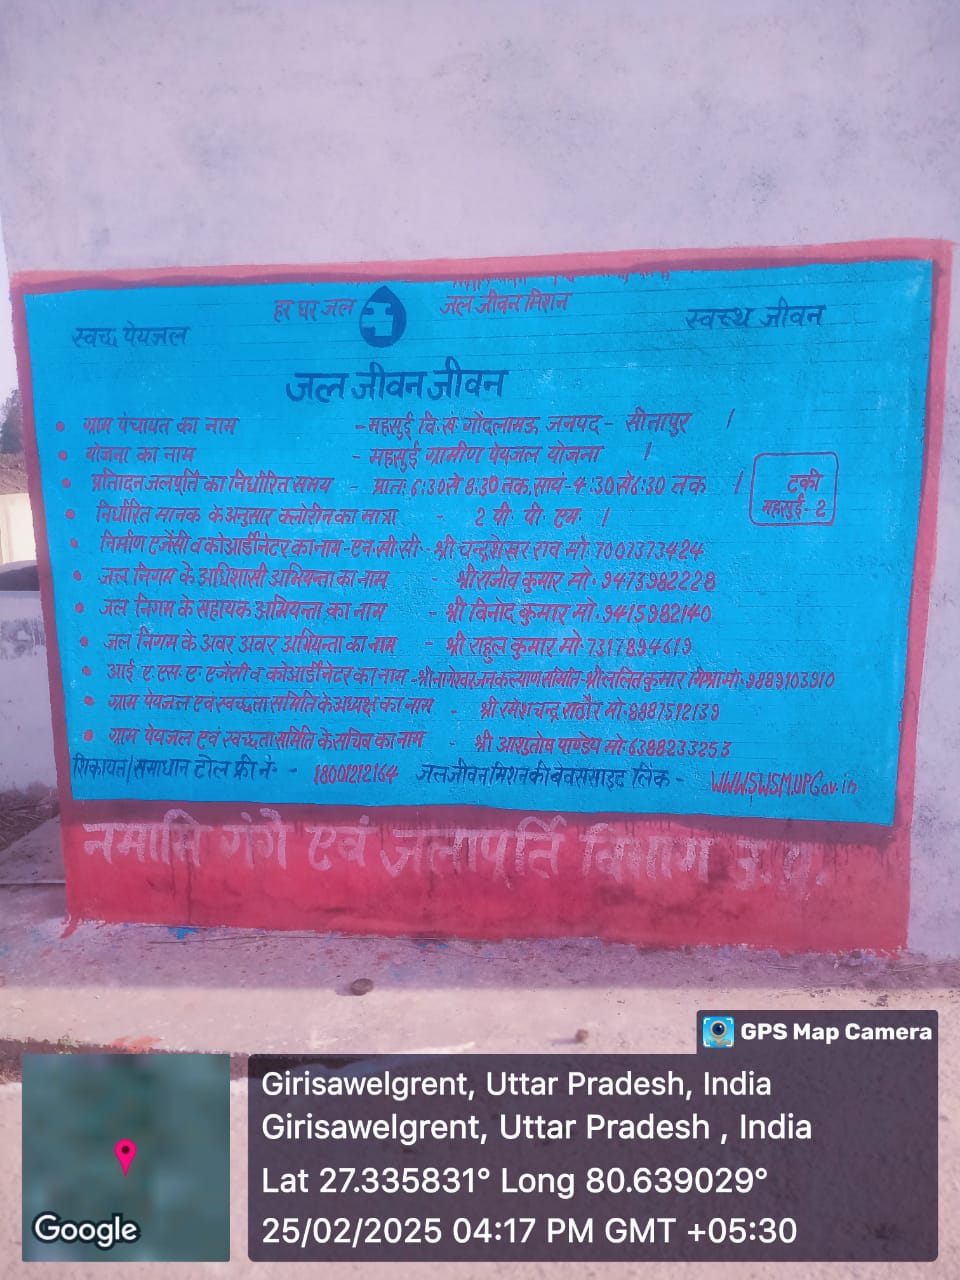 हर घर जल
जल जीवन मिशन
स्वच्छ पेयजल
स्वच्थ जीवन
जल जीवन जीवन
• ग्राम पंचायत का नाम - महसुई वि. खं. गोंदलामऊ जनपद - सीतापुर ।
• योजना का नाम - महसुई ग्रामीण पेयजल योजना ।
• प्रतिदिन जलपूर्ति का निर्धारित समय - प्रातः 6:30 से 8:30 तक, सायं - 4:30 से 6:30 तक ।
टंकी
महसुई - 2
• निर्धारित मानक के अनुसार क्लोरीन का मात्रा - 2 पी. पी. एम. ।
• निर्माण एजेंसी व कोआर्डिनेटर का नाम - एन. सी. सी. - श्री चन्द्रशेखर राव मो. 7007373424
• जल निगम के अधिशासी अभियन्ता का नाम - श्री राजीव कुमार मो. 9473982228
• जल निगम के सहायक अभियन्ता का नाम - श्री विनोद कुमार मो. 9415982140
• जल निगम के अवर अवर अभियन्ता का नाम - श्री राहुल कुमार मो. 7317894619
• आई. ए. एस. ए. एजेंसी व कोआर्डिनेटर का नाम - श्री नागेश्वर जनकल्याण समिति - श्री ललित कुमार मिश्रा मो. 9889103910
• ग्राम पेयजल एवं स्वच्छता समिति के अध्यक्ष का नाम - श्री रमेश चन्द्र राठौर मो. 8887512139
• ग्राम पेयजल एवं स्वच्छता समिति के सचिव का नाम - श्री आशुतोष पाण्डेय मो. 6388233253
शिकायत/समाधान टोल फ्री नं. - 18001212164 जल जीवन मिशन की बेवससाइट लिंक - WWW.SWSM.UPGov.in
नमामि गंगे एवं जलापूर्ति विभाग उ.प्र.
GPS Map Camera
Girisawelgrent, Uttar Pradesh, India
Girisawelgrent, Uttar Pradesh , India
Lat 27.335831° Long 80.639029°
25/02/2025 04:17 PM GMT +05:30
Google